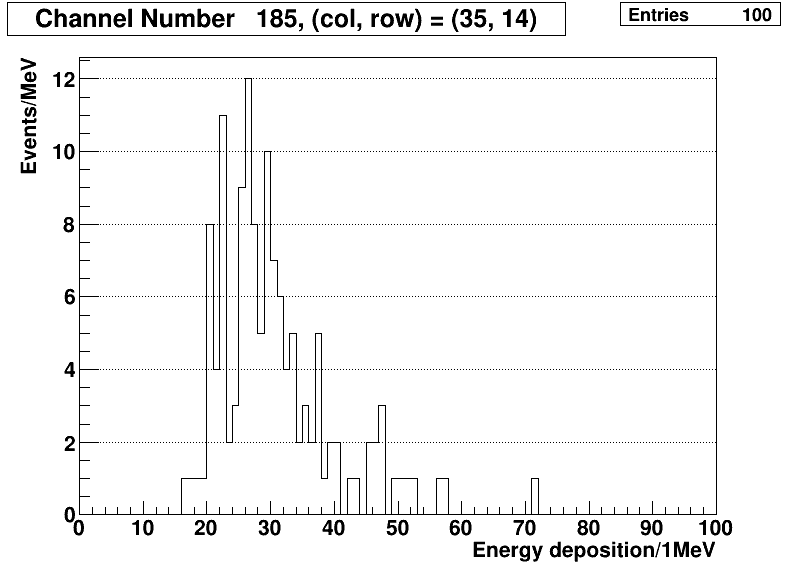 Channel Number 185, (col, row) = (35, 14)
Entries 100
Events/MeV
12
10
8
6
4
2
0
0 10 20 30 40 50 60 70 80 90 100
Energy deposition/1MeV